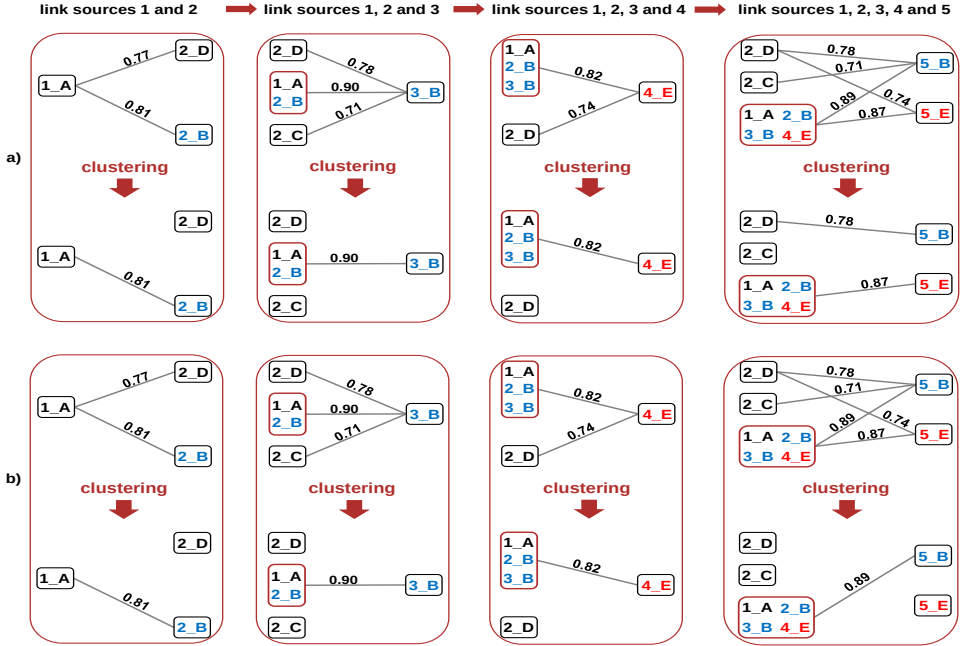 link sources 1 and 2
link sources 1, 2 and 3
link sources 1, 2, 3 and 4
link sources 1, 2, 3, 4 and 5
a)
1_A
0.77
2_D
0.81
2_B
clustering
2_D
1_A
0.81
2_B
2_D
1_A
2_B
2_C
0.78
0.90
0.71
3_B
clustering
2_D
1_A
2_B
0.90
3_B
2_C
1_A
2_B
3_B
2_D
0.82
0.74
4_E
clustering
1_A
2_B
3_B
0.82
4_E
2_D
2_D
2_C
1_A 2_B
3_B 4_E
0.78
0.71
0.89
0.74
0.87
5_B
5_E
clustering
2_D
0.78
5_B
2_C
1_A 2_B
3_B 4_E
0.87
5_E
b)
1_A
0.77
2_D
0.81
2_B
clustering
2_D
1_A
0.81
2_B
2_D
1_A
2_B
2_C
0.78
0.90
0.71
3_B
clustering
2_D
1_A
2_B
0.90
3_B
2_C
1_A
2_B
3_B
2_D
0.82
0.74
4_E
clustering
1_A
2_B
3_B
0.82
4_E
2_D
2_D
2_C
1_A 2_B
3_B 4_E
0.78
0.71
0.89
0.74
0.87
5_B
5_E
clustering
2_D
5_B
2_C
0.89
1_A 2_B
3_B 4_E
5_E